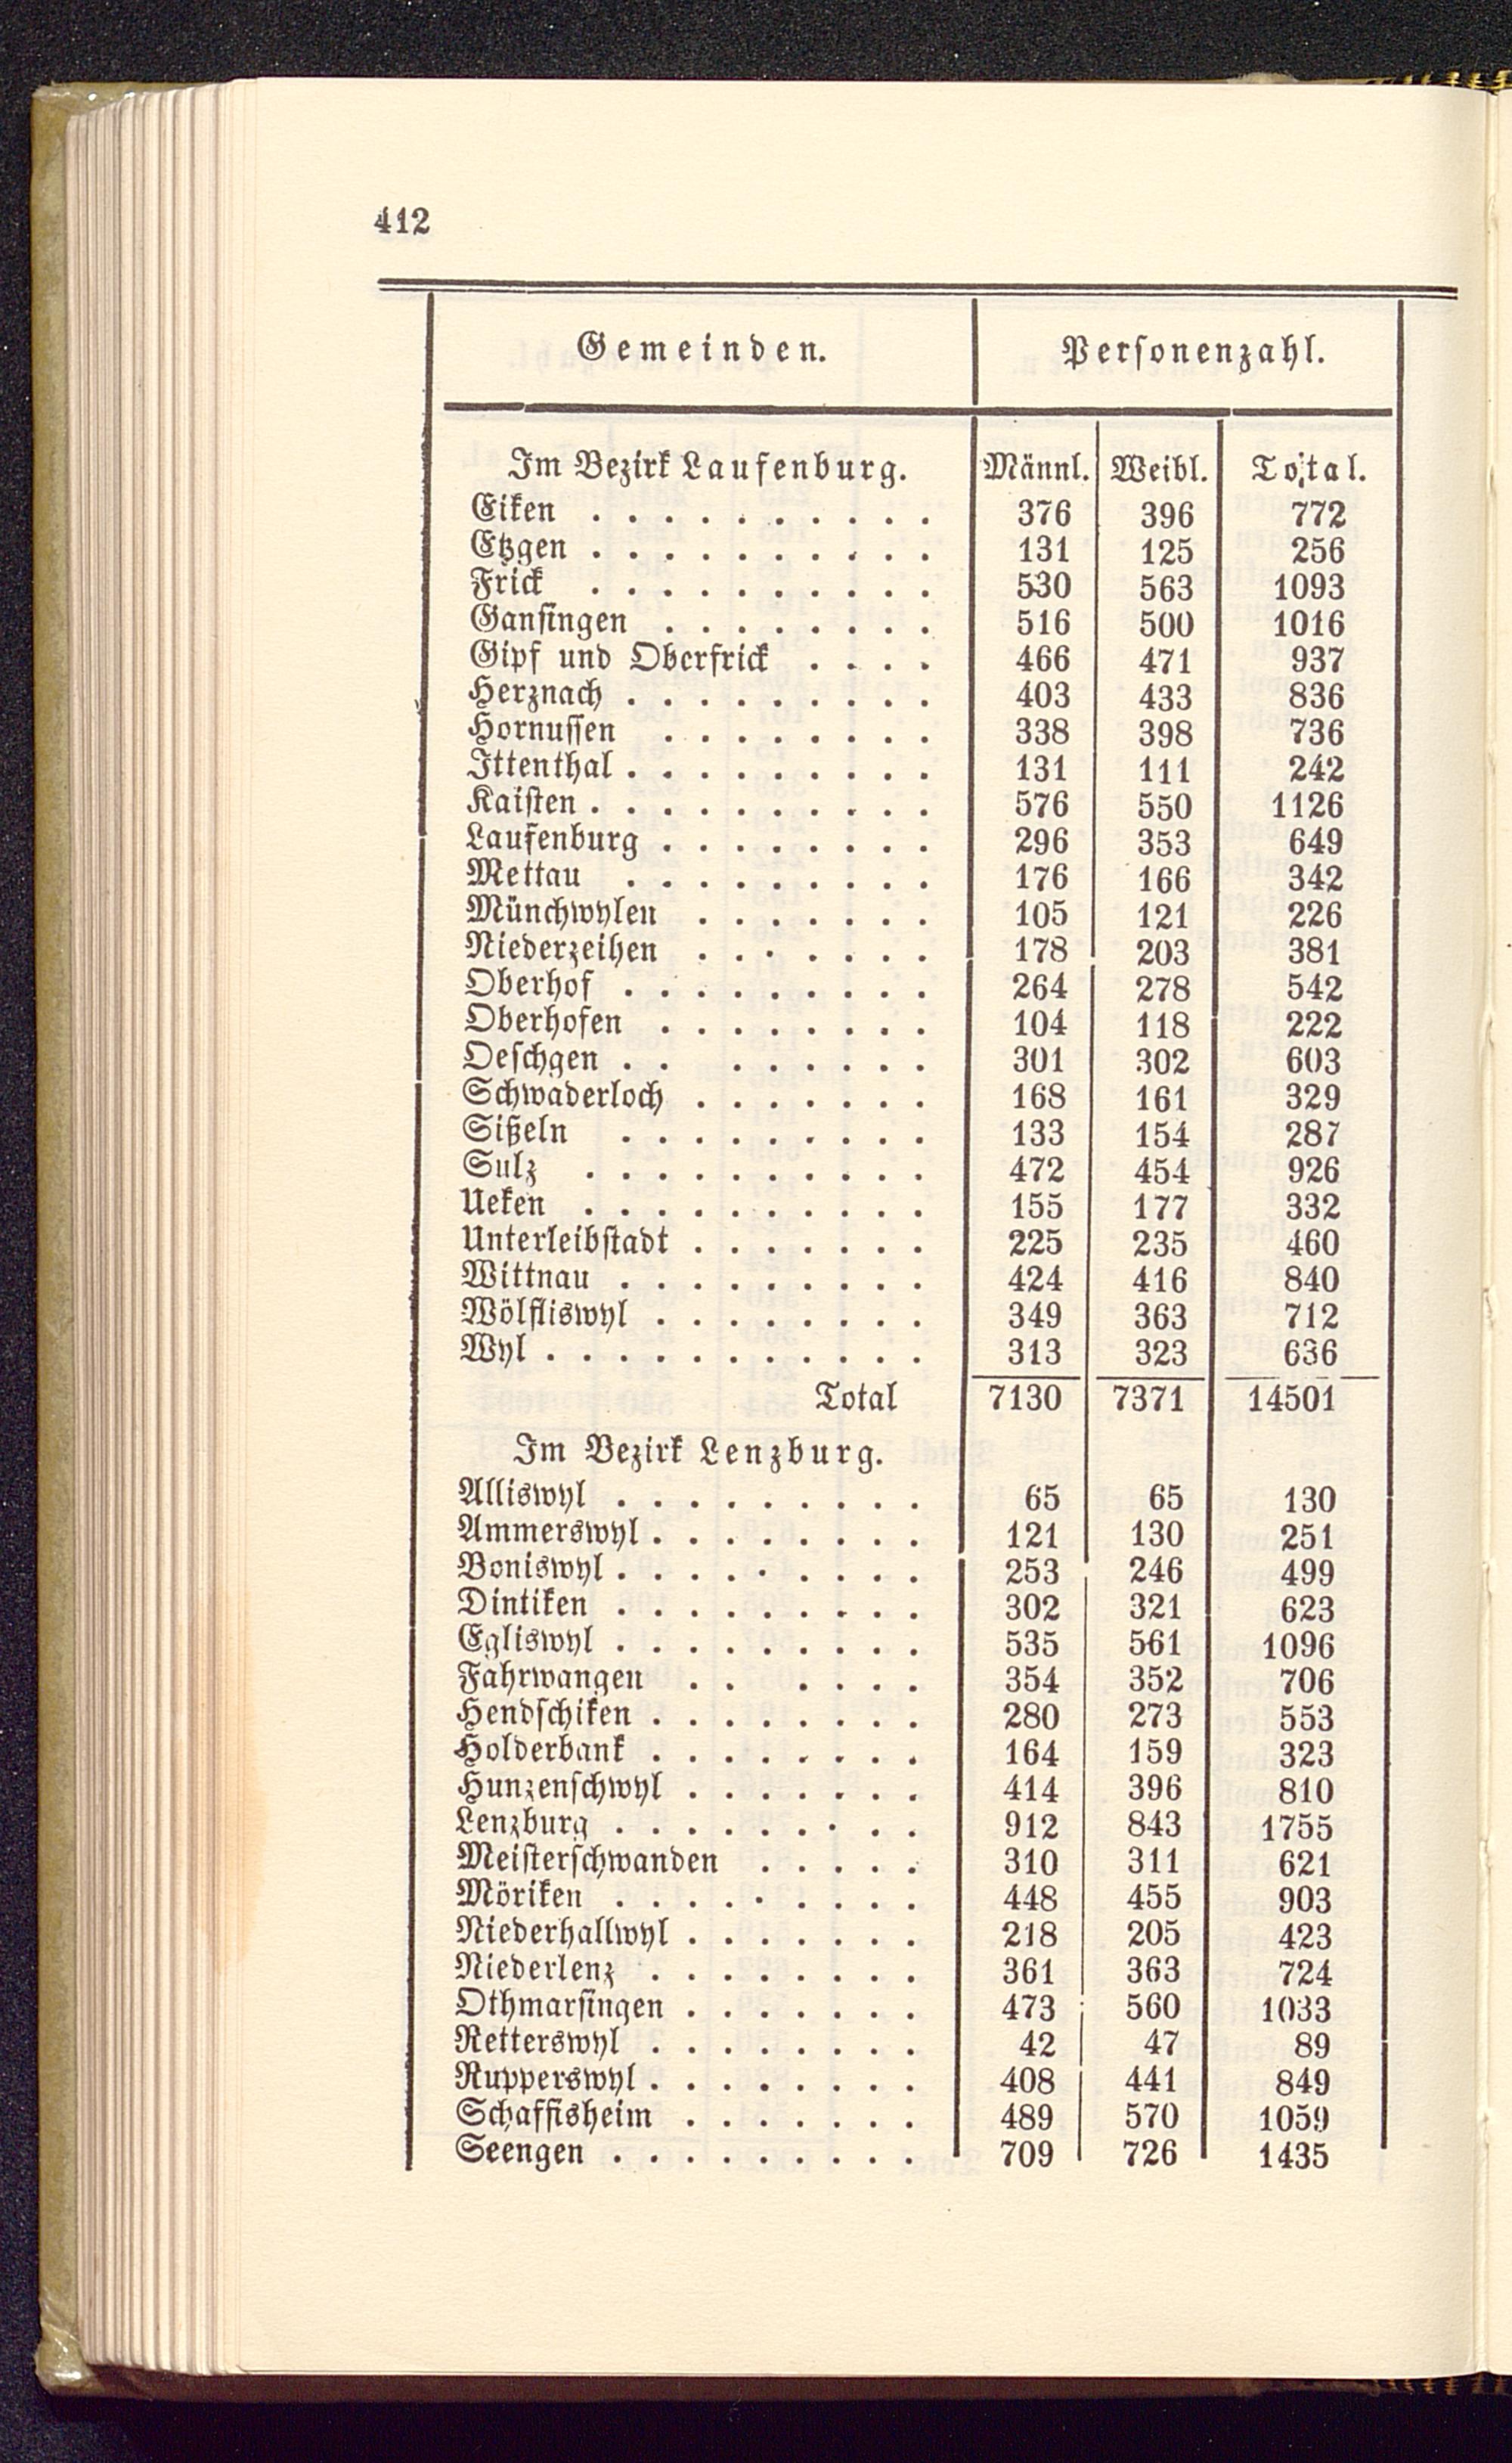 412
Gemeinden. Personenzahl.
Im Bezirk Laufenburg. Männl. Weibl. Total.
Eiken . . . . . . . . . . 376 396 772
Etzgen . . . . . . . . . . 131 125 256
Frick . . . . . . . . . . 530 563 1093
Gansingen . . . . . . . . 516 500 1016
Gipf und Oberfrick . . . . 466 471 937
Herznach . . . . . . . . . 403 433 836
Hornussen . . . . . . . . 338 398 736
Ittenthal . . . . . . . . . 131 111 242
Kaisten . . . . . . . . . . 576 550 1126
Laufenburg . . . . . . . . 296 353 649
Mettau . . . . . . . . . 176 166 342
Münchwylen . . . . . . . 105 121 226
Niederzeihen . . . . . . . 178 203 381
Oberhof . . . . . . . . . 264 278 542
Oberhofen . . . . . . . . 104 118 222
Oeschgen . . . . . . . . 301 302 603
Schwaderloch . . . . . . . 168 161 329
Sißeln . . . . . . . . . 133 154 287
Sulz . . . . . . . . . . 472 454 926
Ueken . . . . . . . . . . 155 177 332
Unterleibstadt . . . . . . . 225 235 460
Wittnau . . . . . . . . . 424 416 840
Wölfliswyl . . . . . . . . 349 363 712
Wyl . . . . . . . . . . . 313 323 636
Total 7130 7371 14501
Im Bezirk Lenzburg.
Alliswyl . . . . . . . . . 65 65 130
Ammerswyl . . . . . . . . 121 130 251
Boniswyl . . . . . . . . . 253 246 499
Dintiken . . . . . . . . . 302 321 623
Egliswyl . . . . . . . . . 535 561 1096
Fahrwangen . . . . . . 354 352 706
Hendschiken . . . . . . . . 280 273 553
Holderbank . . . . . . . . 164 159 323
Hunzenschwyl . . . . . . . 414 396 810
Lenzburg . . . . . . . . . 912 843 1755
Meisterschwanden . . . . . 310 311 621
Möriken . . . . . . . . . 448 455 903
Niederhallwyl . . . . . . . 218 205 423
Niederlenz . . . . . . . . 361 363 724
Othmarsingen . . . . . . . 473 560 1033
Retterswyl . . . . . . . . 42 47 89
Rupperswyl . . . . . . . . 408 441 849
Schaffisheim . . . . . . . 489 570 1059
Seengen . . . . . . . . . 709 726 1435